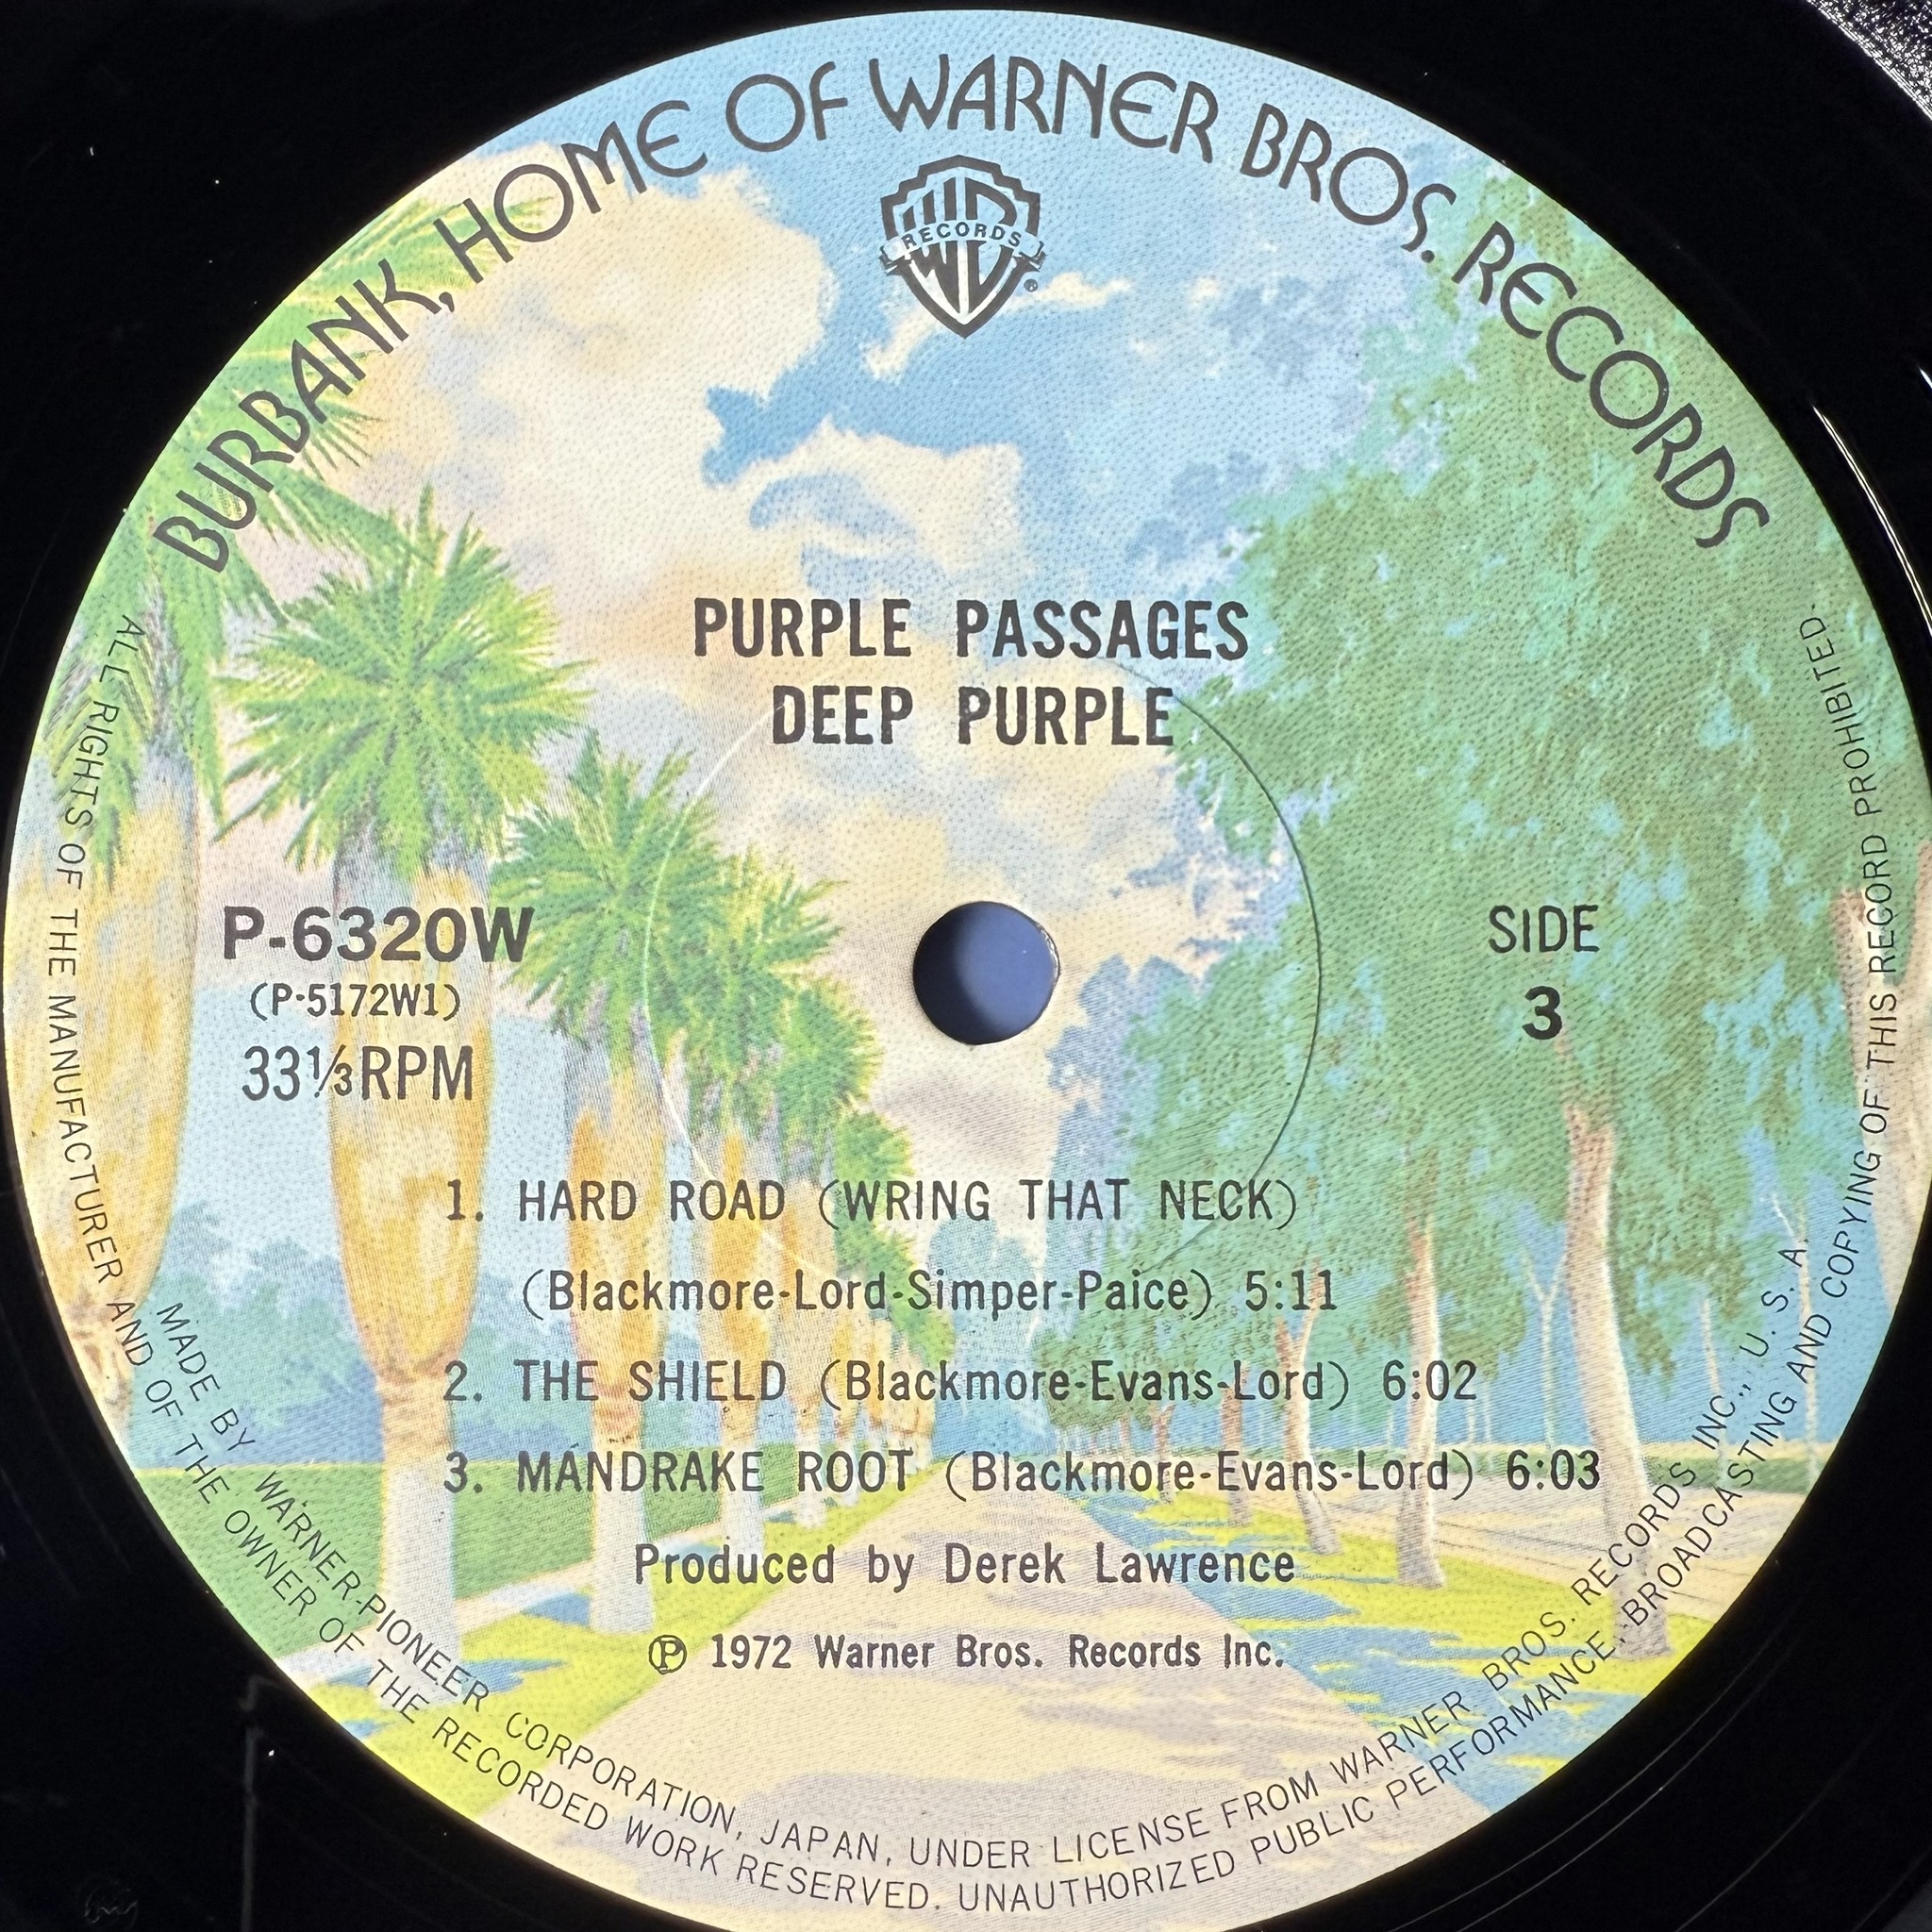 BURBANK, HOME OF WARNER BROS. RECORDS
WB
RECORDS
®
PURPLE PASSAGES
DEEP PURPLE
P-6320W
(P-5172W1)
33⅓RPM
SIDE
3
1. HARD ROAD (WRING THAT NECK)
(Blackmore-Lord-Simper-Paice) 5:11
2. THE SHIELD (Blackmore-Evans-Lord) 6:02
3. MANDRAKE ROOT (Blackmore-Evans-Lord) 6:03
Produced by Derek Lawrence
Ⓟ 1972 Warner Bros. Records Inc.
MADE BY WARNER-PIONEER CORPORATION, JAPAN, UNDER LICENSE FROM WARNER BROS. RECORDS INC., U. S. A.
ALL RIGHTS OF THE MANUFACTURER AND OF THE OWNER OF THE RECORDED WORK RESERVED. UNAUTHORIZED PUBLIC PERFORMANCE, BROADCASTING AND COPYING OF THIS RECORD PROHIBITED.